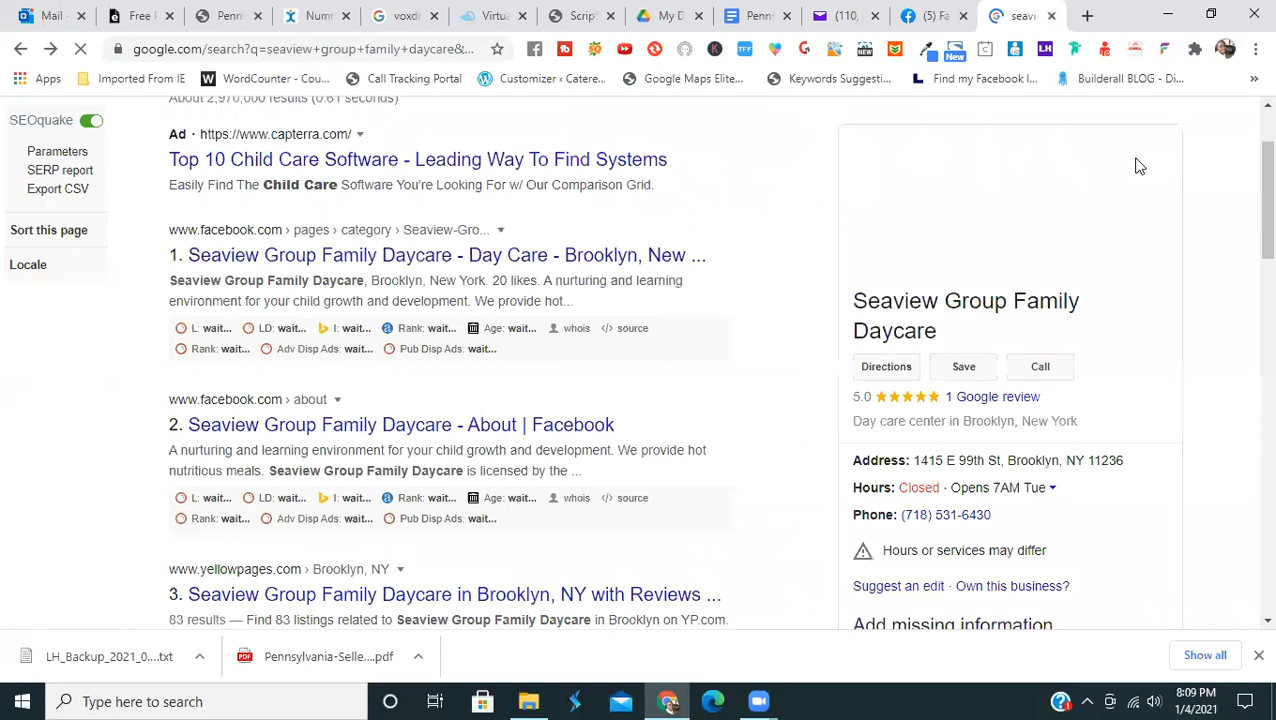 Mail
Free F
Penn
Numi
voxd
Virtua
Script
My D
Penn
(110,
(5) Fa
seavi
google.com/search?q=seaview+group+family+daycare&...
New
Apps
Imported From IE
WordCounter - Cou...
Call Tracking Portal
Customizer ‹ Catere...
Google Maps Elite...
Keywords Suggesti...
Find my Facebook I...
Builderall BLOG - Di...
»
SEOquake
Parameters
SERP report
Export CSV
Sort this page
Locale
About 2,970,000 results (0.61 seconds)
Ad · https://www.capterra.com/
Top 10 Child Care Software - Leading Way To Find Systems
Easily Find The Child Care Software You're Looking For w/ Our Comparison Grid.
www.facebook.com › pages › category › Seaview-Gro...
1. Seaview Group Family Daycare - Day Care - Brooklyn, New ...
Seaview Group Family Daycare, Brooklyn, New York. 20 likes. A nurturing and learning
environment for your child growth and development. We provide hot...
L: wait... LD: wait... I: wait... Rank: wait... Age: wait... whois source
Rank: wait... Adv Disp Ads: wait... Pub Disp Ads: wait...
www.facebook.com › about
2. Seaview Group Family Daycare - About | Facebook
A nurturing and learning environment for your child growth and development. We provide hot
nutritious meals. Seaview Group Family Daycare is licensed by the ...
L: wait... LD: wait... I: wait... Rank: wait... Age: wait... whois source
Rank: wait... Adv Disp Ads: wait... Pub Disp Ads: wait...
www.yellowpages.com › Brooklyn, NY
3. Seaview Group Family Daycare in Brooklyn, NY with Reviews ...
83 results — Find 83 listings related to Seaview Group Family Daycare in Brooklyn on YP.com.
Seaview Group Family
Daycare
Directions
Save
Call
5.0 1 Google review
Day care center in Brooklyn, New York
Address: 1415 E 99th St, Brooklyn, NY 11236
Hours: Closed · Opens 7AM Tue
Phone: (718) 531-6430
Hours or services may differ
Suggest an edit · Own this business?
Add missing information
LH_Backup_2021_0....txt
Pennsylvania-Selle....pdf
Show all
Type here to search
8:09 PM
1/4/2021